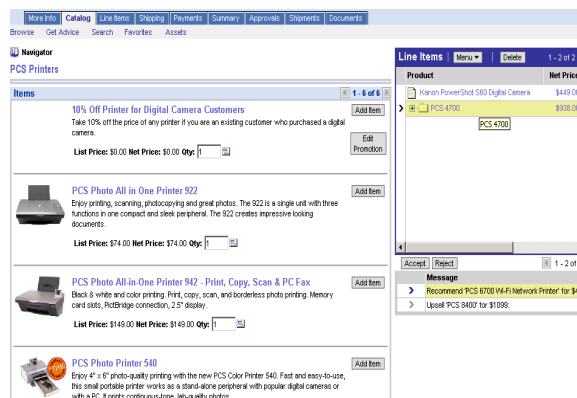 More Info Catalog Line Items Shipping Payments Summary Approvals Shipments Documents
Browse Get Advice Search Favorites Assets
Navigator
PCS Printers
Items 1 - 6 of 6
10% Off Printer for Digital Camera Customers Add Item
Take 10% off the price of any printer if you are an existing customer who purchased a digital
camera.
Edit
Promotion
List Price: $0.00 Net Price: $0.00 Qty: 1
PCS Photo All in One Printer 922 Add Item
Enjoy printing, scanning, photocopying and great photos. The 922 is a single unit with three
functions in one compact and sleek peripheral. The 922 creates impressive looking
documents.
List Price: $74.00 Net Price: $74.00 Qty: 1
PCS Photo All-in-One Printer 942 - Print, Copy, Scan & PC Fax Add Item
Black & white and color printing. Print, copy, scan, and borderless photo printing. Memory
card slots, PictBridge connection, 2.5" display.
List Price: $149.00 Net Price: $149.00 Qty: 1
PCS Photo Printer 540 Add Item
Enjoy 4" x 6" photo-quality printing with the new PCS Color Printer 540. Fast and easy-to-use,
this small portable printer works as a stand-alone peripheral with popular digital cameras or
with a PC. It prints continuous-tone, lab-quality photos.
Line Items Menu Delete 1 - 2 of 2
Product Net Price
Kanon PowerShot S60 Digital Camera $449.00
PCS 4700 $938.00
PCS 4700
Accept Reject 1 - 2 of
Message
Recommend 'PCS 6700 Wi-Fi Network Printer' for $4
Upsell 'PCS 8400' for $1099: